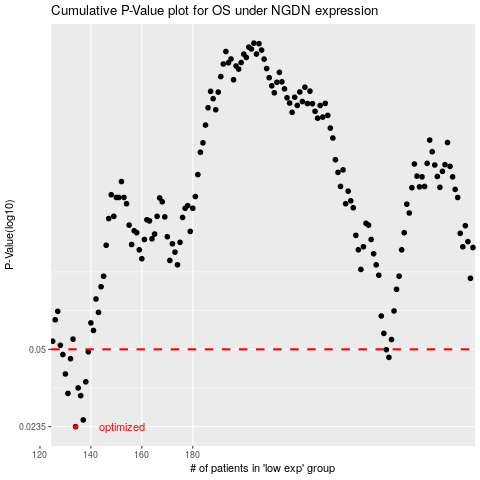 Cumulative P-Value plot for OS under NGDN expression
P-Value(log10)
0.05
0.0235
optimized
120 140 160 180
# of patients in 'low exp' group